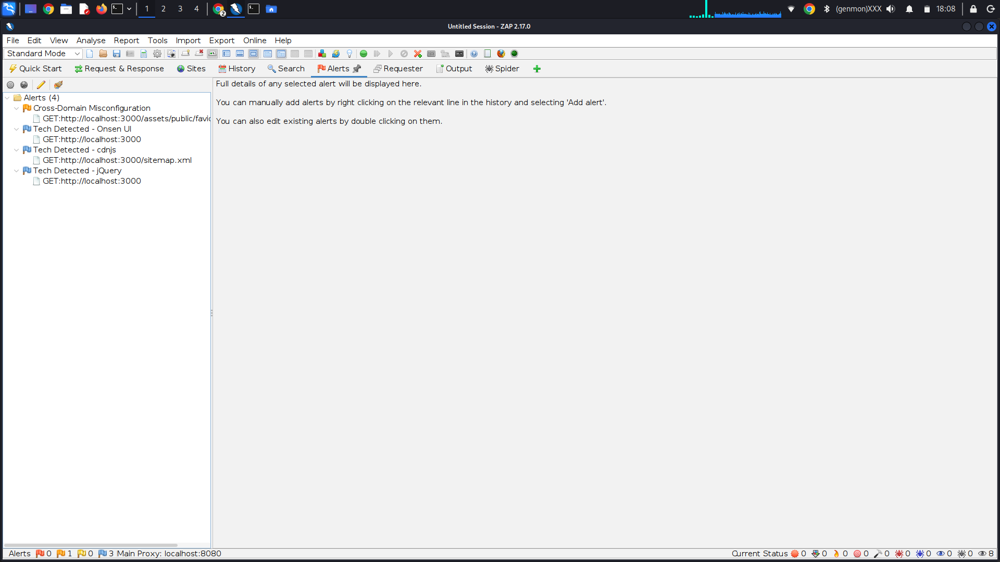 1 2 3 4 2 (genmon)XXX 18:08
Untitled Session - ZAP 2.17.0
File Edit View Analyse Report Tools Import Export Online Help
Standard Mode
Quick Start Request & Response Sites History Search Alerts Requester Output Spider
Full details of any selected alert will be displayed here.
You can manually add alerts by right clicking on the relevant line in the history and selecting 'Add alert'.
You can also edit existing alerts by double clicking on them.
Alerts (4)
Cross-Domain Misconfiguration
GET:http://localhost:3000/assets/public/favic
Tech Detected - Onsen UI
GET:http://localhost:3000
Tech Detected - cdnjs
GET:http://localhost:3000/sitemap.xml
Tech Detected - jQuery
GET:http://localhost:3000
Alerts 0 1 0 3 Main Proxy: localhost:8080 Current Status 0 0 0 0 0 0 0 0 0 8